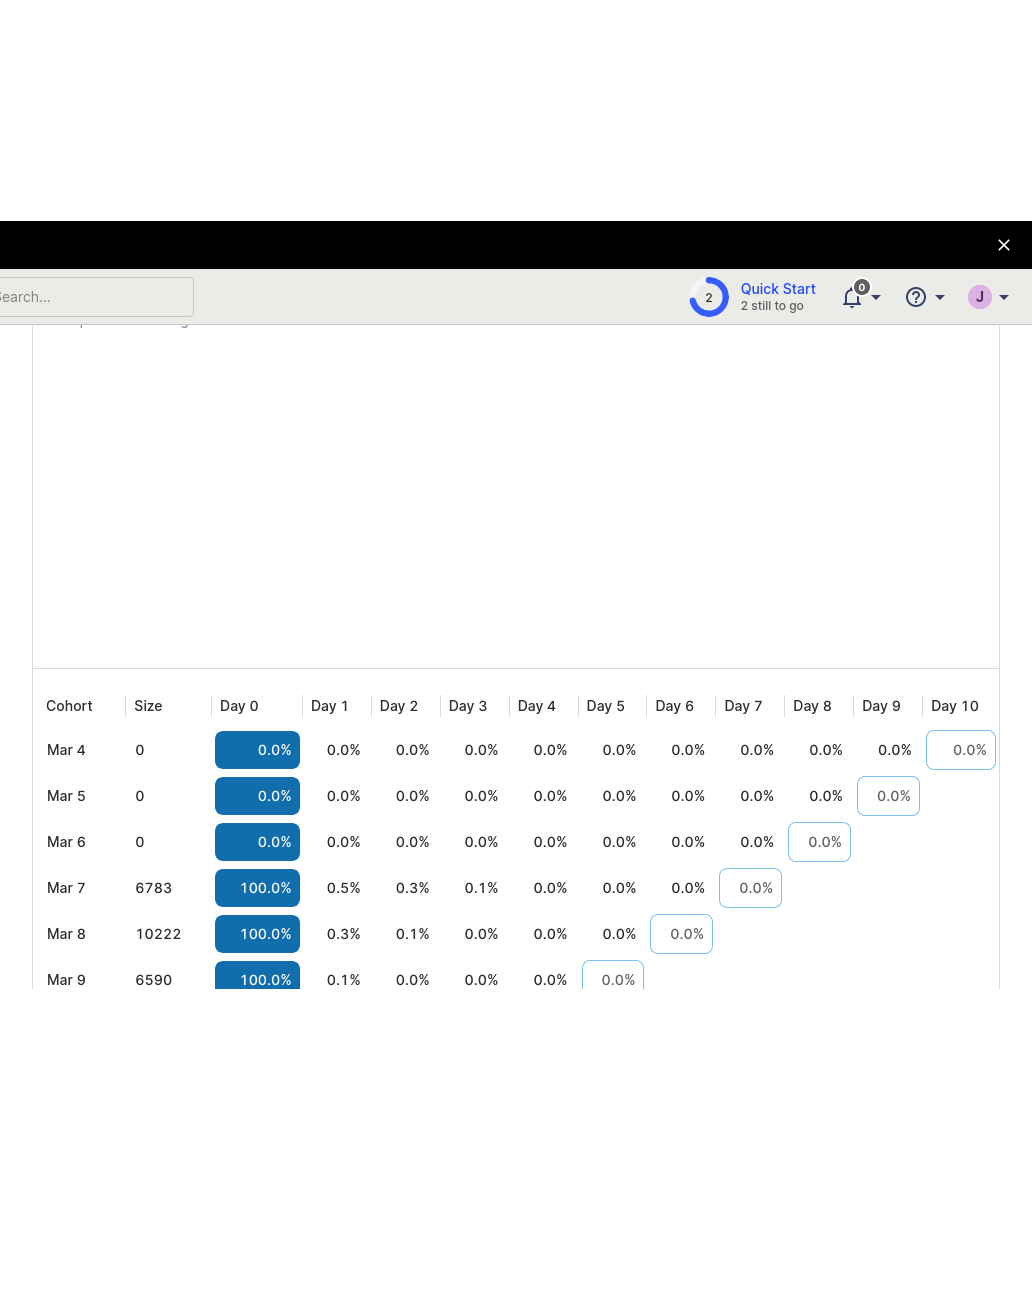 Search...
2
Quick Start
2 still to go
0
J
Cohort Size Day 0 Day 1 Day 2 Day 3 Day 4 Day 5 Day 6 Day 7 Day 8 Day 9 Day 10
Mar 4 0 0.0% 0.0% 0.0% 0.0% 0.0% 0.0% 0.0% 0.0% 0.0% 0.0% 0.0%
Mar 5 0 0.0% 0.0% 0.0% 0.0% 0.0% 0.0% 0.0% 0.0% 0.0% 0.0%
Mar 6 0 0.0% 0.0% 0.0% 0.0% 0.0% 0.0% 0.0% 0.0% 0.0%
Mar 7 6783 100.0% 0.5% 0.3% 0.1% 0.0% 0.0% 0.0% 0.0%
Mar 8 10222 100.0% 0.3% 0.1% 0.0% 0.0% 0.0% 0.0%
Mar 9 6590 100.0% 0.1% 0.0% 0.0% 0.0% 0.0%